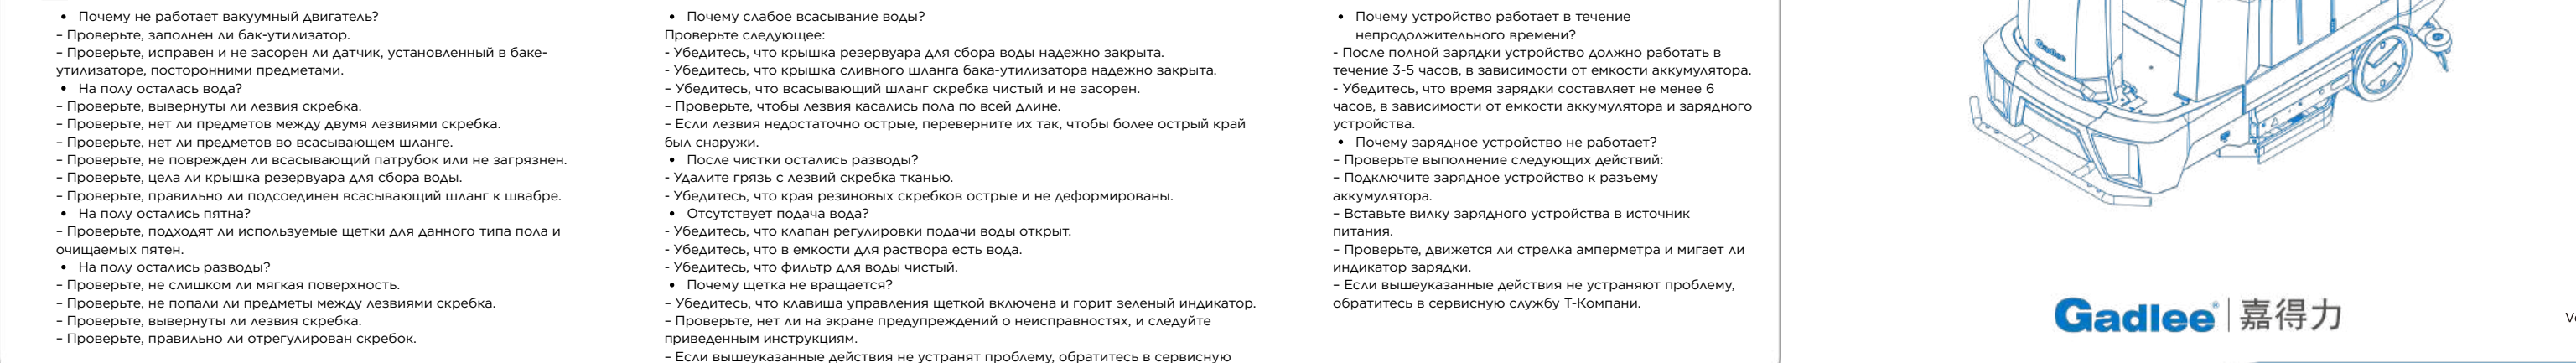 • Почему не работает вакуумный двигатель?
– Проверьте, заполнен ли бак-утилизатор.
– Проверьте, исправен и не засорен ли датчик, установленный в баке-
утилизаторе, посторонними предметами.
• На полу осталась вода?
– Проверьте, вывернуты ли лезвия скребка.
– Проверьте, нет ли предметов между двумя лезвиями скребка.
– Проверьте, нет ли предметов во всасывающем шланге.
– Проверьте, не поврежден ли всасывающий патрубок или не загрязнен.
– Проверьте, цела ли крышка резервуара для сбора воды.
– Проверьте, правильно ли подсоединен всасывающий шланг к швабре.
• На полу остались пятна?
– Проверьте, подходят ли используемые щетки для данного типа пола и
очищаемых пятен.
• На полу остались разводы?
– Проверьте, не слишком ли мягкая поверхность.
– Проверьте, не попали ли предметы между лезвиями скребка.
– Проверьте, вывернуты ли лезвия скребка.
– Проверьте, правильно ли отрегулирован скребок.
• Почему слабое всасывание воды?
Проверьте следующее:
- Убедитесь, что крышка резервуара для сбора воды надежно закрыта.
- Убедитесь, что крышка сливного шланга бака-утилизатора надежно закрыта.
– Убедитесь, что всасывающий шланг скребка чистый и не засорен.
– Проверьте, чтобы лезвия касались пола по всей длине.
– Если лезвия недостаточно острые, переверните их так, чтобы более острый край
был снаружи.
• После чистки остались разводы?
- Удалите грязь с лезвий скребка тканью.
- Убедитесь, что края резиновых скребков острые и не деформированы.
• Отсутствует подача вода?
- Убедитесь, что клапан регулировки подачи воды открыт.
- Убедитесь, что в емкости для раствора есть вода.
- Убедитесь, что фильтр для воды чистый.
• Почему щетка не вращается?
– Убедитесь, что клавиша управления щеткой включена и горит зеленый индикатор.
– Проверьте, нет ли на экране предупреждений о неисправностях, и следуйте
приведенным инструкциям.
– Если вышеуказанные действия не устранят проблему, обратитесь в сервисную
• Почему устройство работает в течение
непродолжительного времени?
- После полной зарядки устройство должно работать в
течение 3-5 часов, в зависимости от емкости аккумулятора.
- Убедитесь, что время зарядки составляет не менее 6
часов, в зависимости от емкости аккумулятора и зарядного
устройства.
• Почему зарядное устройство не работает?
– Проверьте выполнение следующих действий:
– Подключите зарядное устройство к разъему
аккумулятора.
– Вставьте вилку зарядного устройства в источник
питания.
– Проверьте, движется ли стрелка амперметра и мигает ли
индикатор зарядки.
– Если вышеуказанные действия не устраняют проблему,
обратитесь в сервисную службу Т-Компани.
Gadlee
Gadlee® | 嘉得力